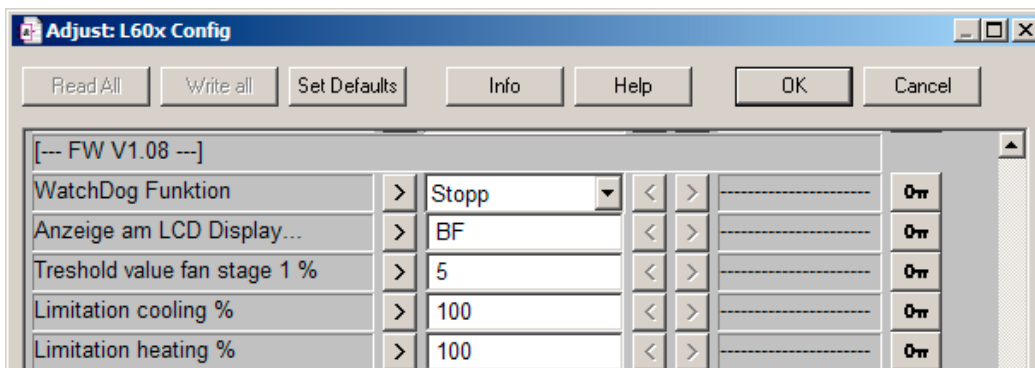 Adjust: L60x Config
Read All Write all Set Defaults Info Help OK Cancel
[--- FW V1.08 ---]
WatchDog Funktion > Stopp < > ----------------------
Anzeige am LCD Display... > BF < > ----------------------
Treshold value fan stage 1 % > 5 < > ----------------------
Limitation cooling % > 100 < > ----------------------
Limitation heating % > 100 < > ----------------------